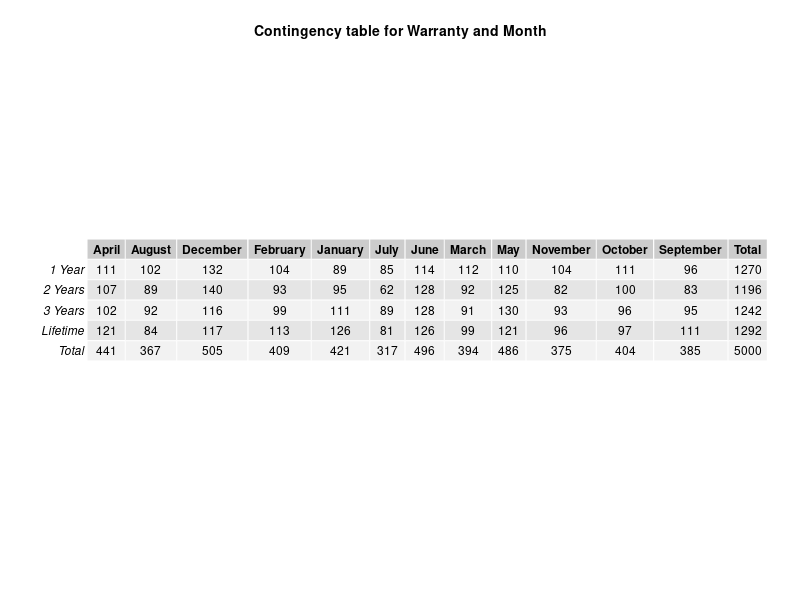 Contingency table for Warranty and Month
April August December February January July June March May November October September Total
1 Year 111 102 132 104 89 85 114 112 110 104 111 96 1270
2 Years 107 89 140 93 95 62 128 92 125 82 100 83 1196
3 Years 102 92 116 99 111 89 128 91 130 93 96 95 1242
Lifetime 121 84 117 113 126 81 126 99 121 96 97 111 1292
Total 441 367 505 409 421 317 496 394 486 375 404 385 5000